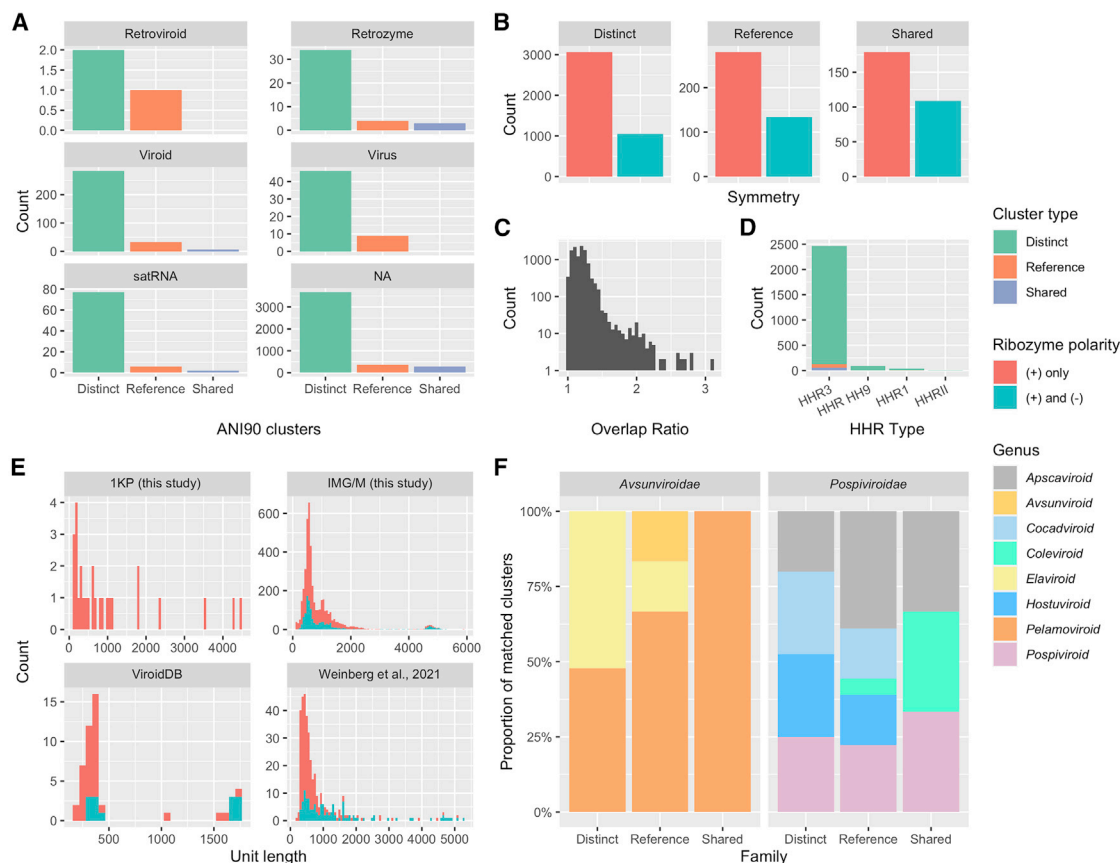 A
Retroviroid
Retrozyme
2.0
1.5
1.0
0.5
0.0
30
20
10
0
Viroid
Virus
200
100
0
40
30
20
10
0
satRNA
NA
80
60
40
20
0
3000
2000
1000
0
Count
Distinct Reference Shared
Distinct Reference Shared
ANI90 clusters
B
Distinct
Reference
Shared
3000
2000
1000
0
200
100
0
150
100
50
0
Count
Symmetry
C
1000
100
10
1
Count
1 2 3
Overlap Ratio
D
2500
2000
1500
1000
500
0
Count
HHR3
HHR HH9
HHR1
HHRII
HHR Type
Cluster type
Distinct
Reference
Shared
Ribozyme polarity
(+) only
(+) and (-)
Genus
Apscaviroid
Avsunviroid
Cocadviroid
Coleviroid
Elaviroid
Hostuviroid
Pelamoviroid
Pospiviroid
E
1KP (this study)
IMG/M (this study)
4
3
2
1
0
0 1000 2000 3000 4000
600
400
200
0
0 2000 4000 6000
ViroidDB
Weinberg et al., 2021
15
10
5
0
500 1000 1500
40
30
20
10
0
0 1000 2000 3000 4000 5000
Count
Unit length
F
Avsunviroidae
Pospiviroidae
100%
75%
50%
25%
0%
Proportion of matched clusters
Distinct Reference Shared
Distinct Reference Shared
Family